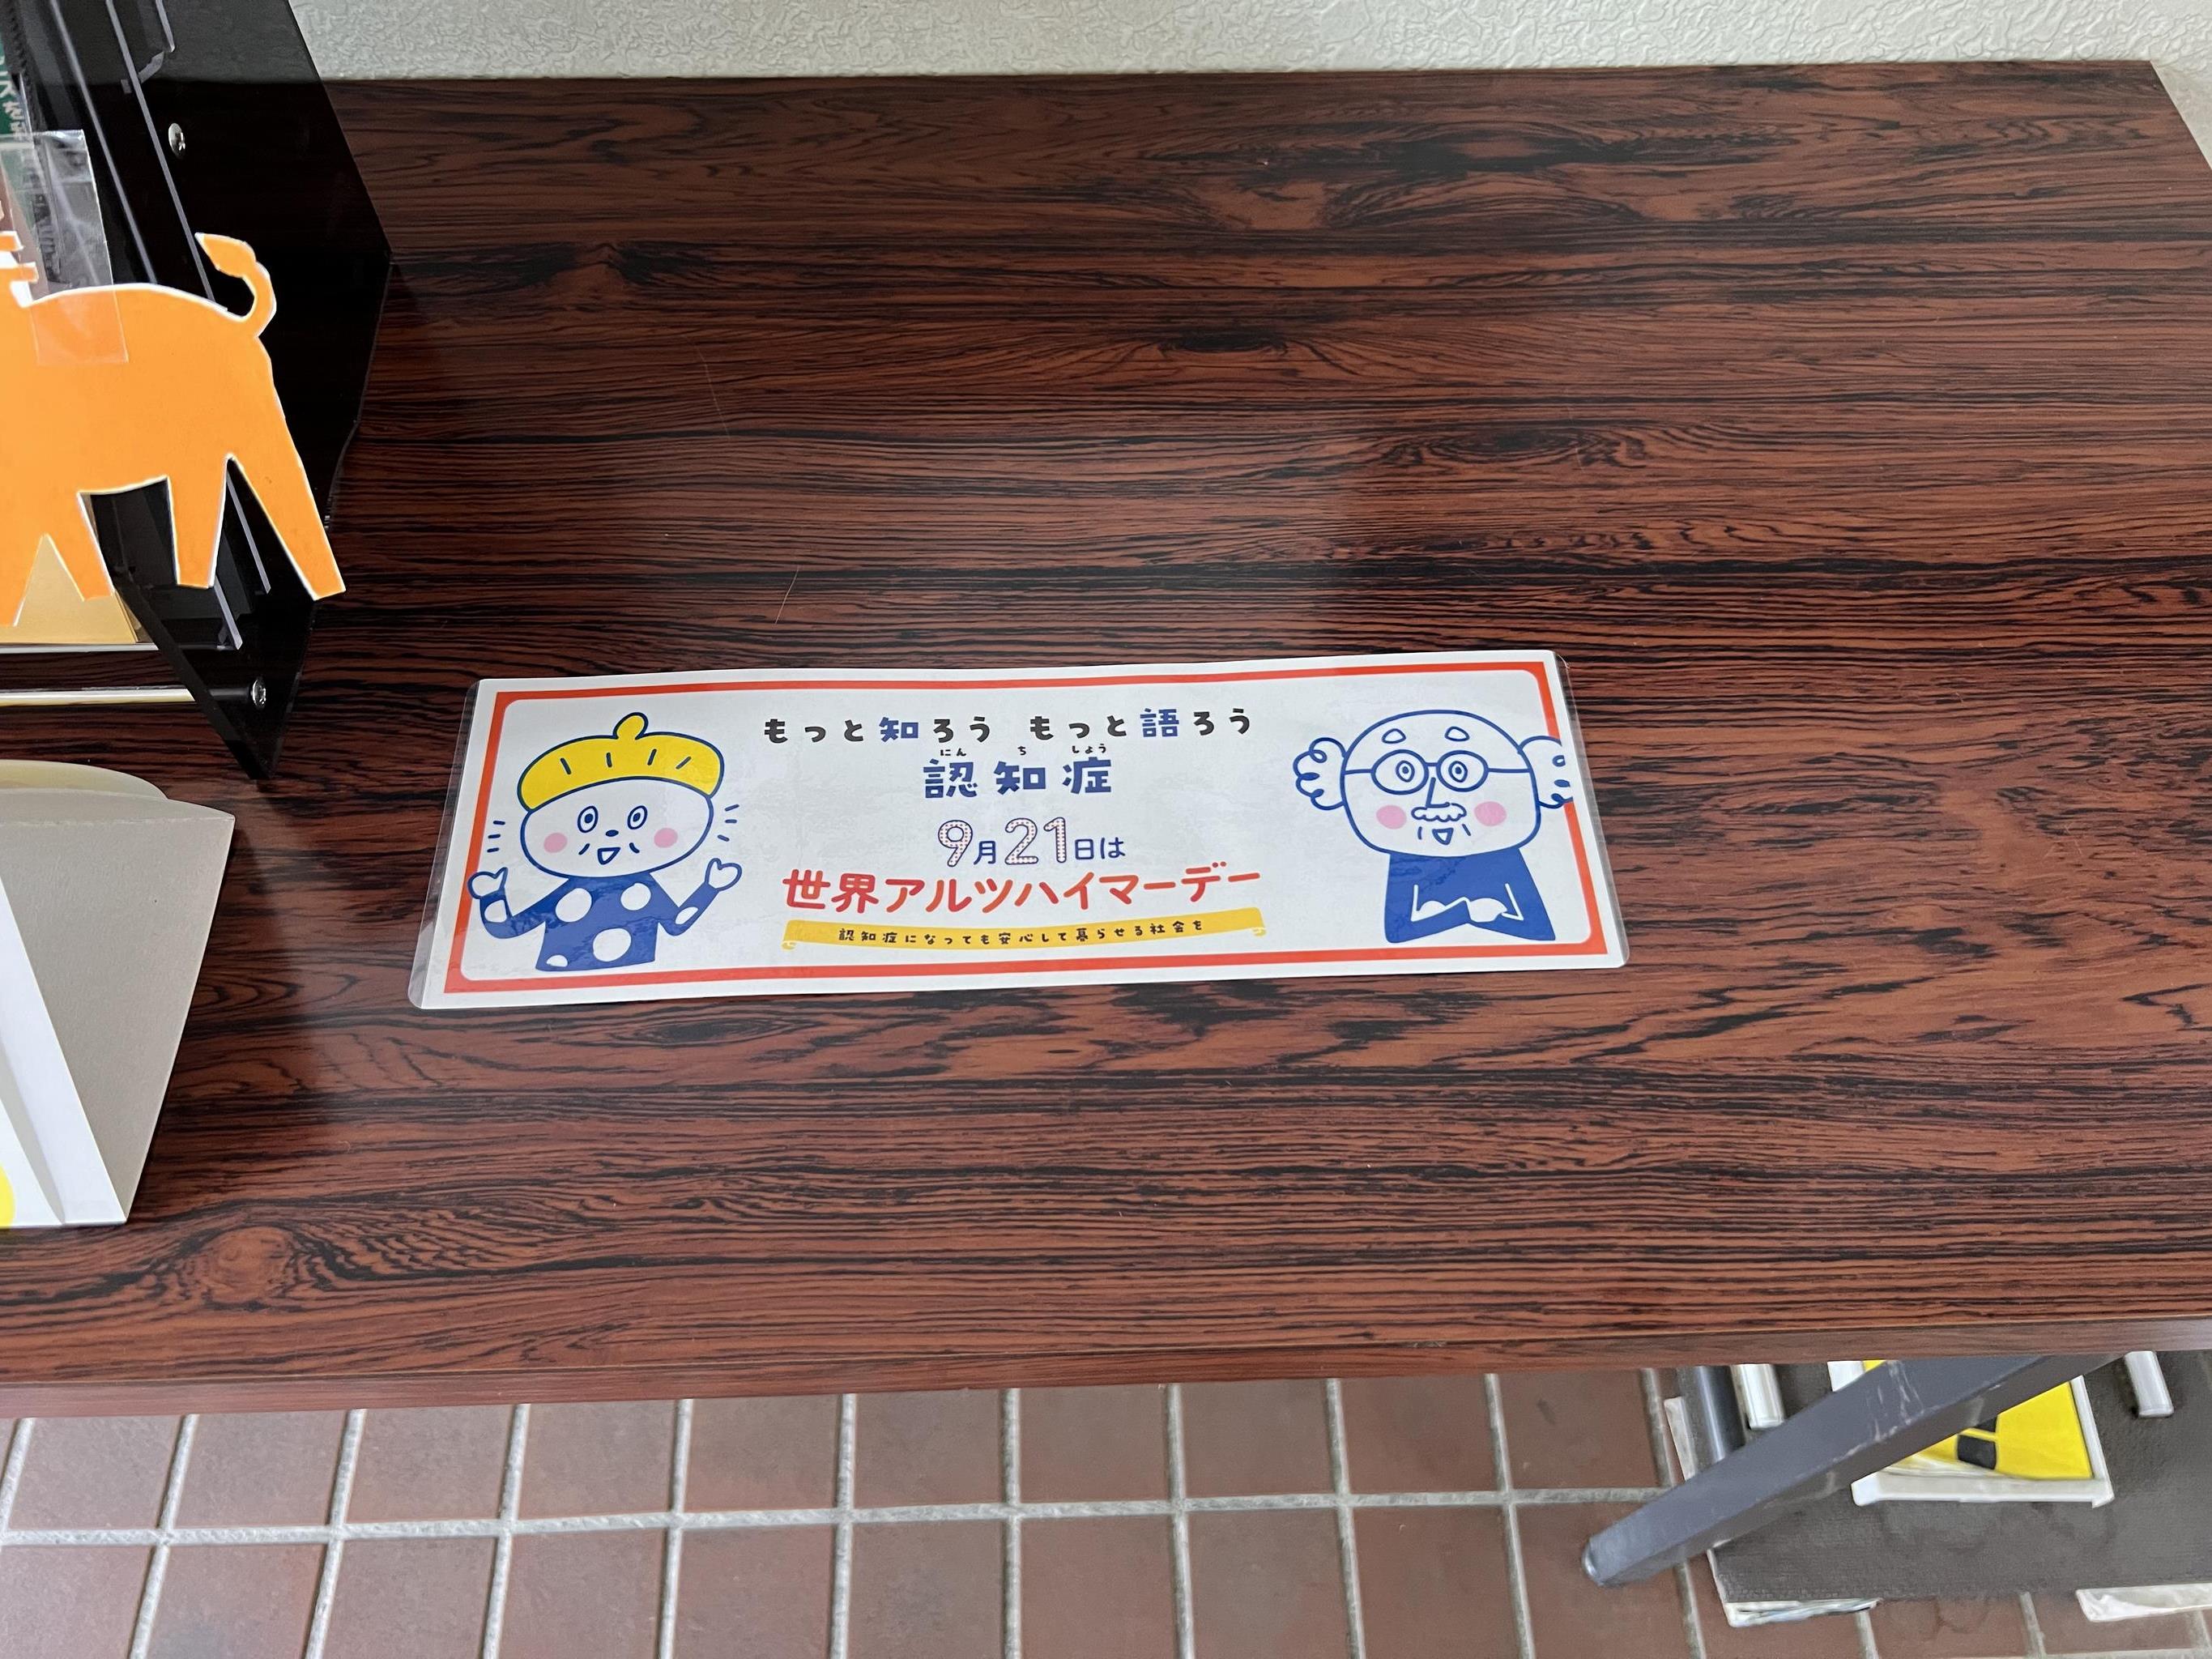 もっと知ろう もっと語ろう
にん ち しょう
認知症
9月21日は
世界アルツハイマーデー
認知症になっても安心して暮らせる社会を